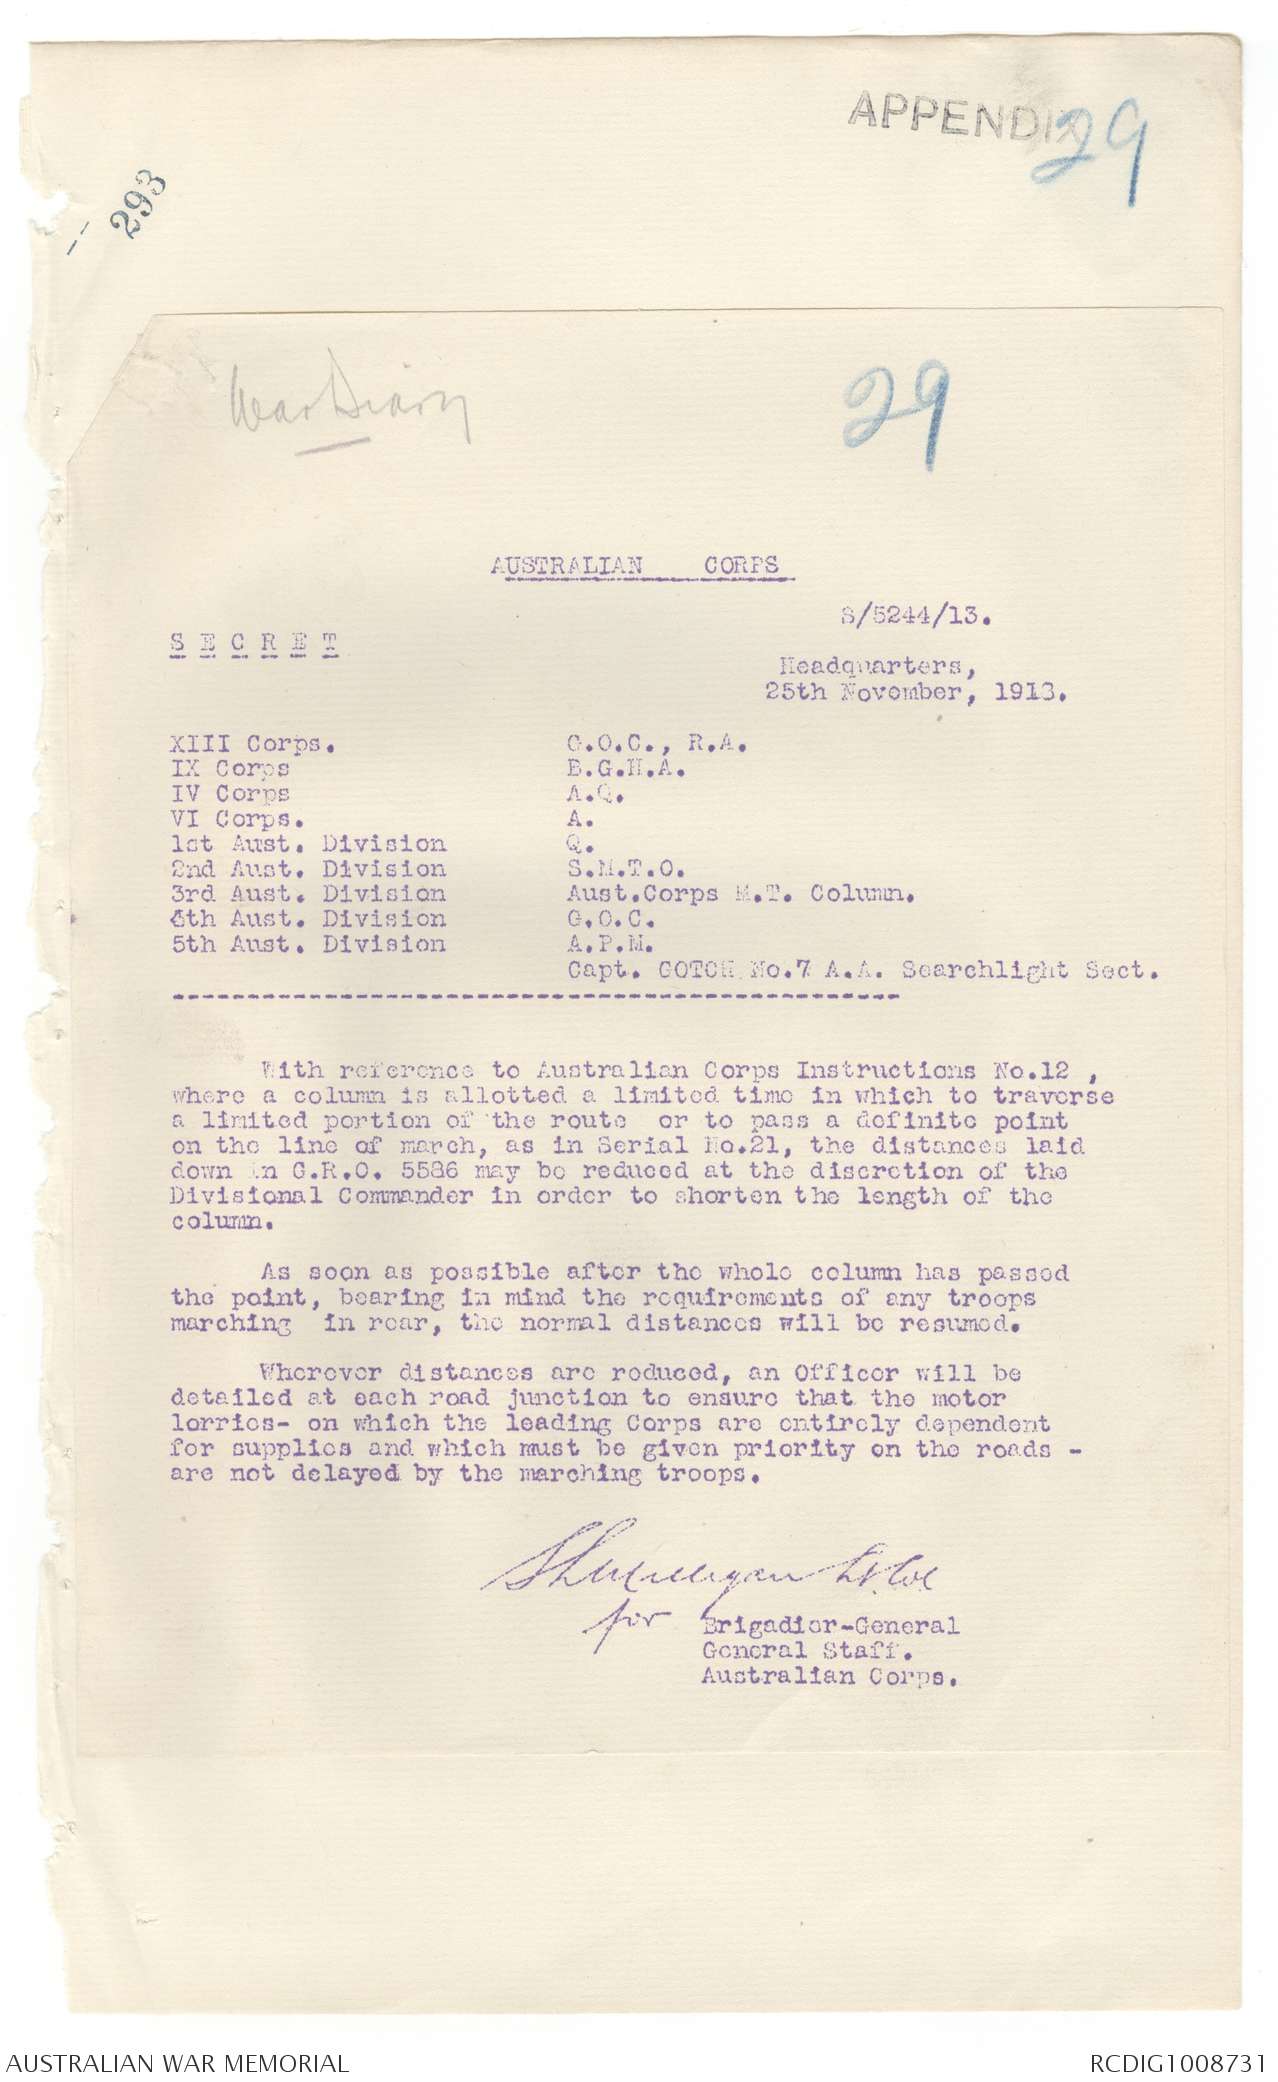 APPENDIX 29
293
War Diary
29
AUSTRALIAN CORPS
S/5244/13.
S E C R E T
Headquarters,
25th November, 1918.
XIII Corps. G.O.C., R.A.
IX Corps B.G.H.A.
IV Corps A.Q.
VI Corps. A.
1st Aust. Division Q.
2nd Aust. Division S.M.T.O.
3rd Aust. Division Aust.Corps M.T. Column.
4th Aust. Division G.O.C.
5th Aust. Division A.P.M.
Capt. GOTCH No.7 A.A. Searchlight Sect.
With reference to Australian Corps Instructions No.12 ,
where a column is allotted a limited time in which to traverse
a limited portion of the route or to pass a definite point
on the line of march, as in Serial No.21, the distances laid
down in G.R.O. 5586 may be reduced at the discretion of the
Divisional Commander in order to shorten the length of the
column.
As soon as possible after the whole column has passed
the point, bearing in mind the requirements of any troops
marching in rear, the normal distances will be resumed.
Wherever distances are reduced, an Officer will be
detailed at each road junction to ensure that the motor
lorries- on which the leading Corps are entirely dependent
for supplies and which must be given priority on the roads -
are not delayed by the marching troops.
for Brigadier-General
General Staff.
Australian Corps.
AUSTRALIAN WAR MEMORIAL
RCDIG1008731